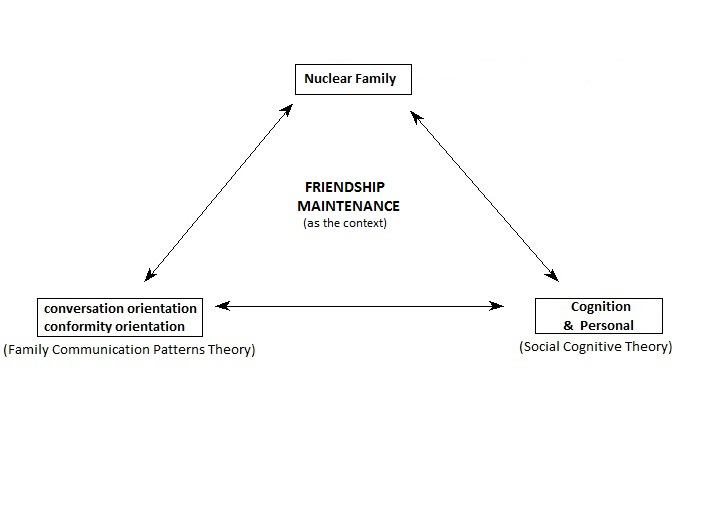 Nuclear Family
FRIENDSHIP
MAINTENANCE
(as the context)
conversation orientation
conformity orientation
(Family Communication Patterns Theory)
Cognition
& Personal
(Social Cognitive Theory)